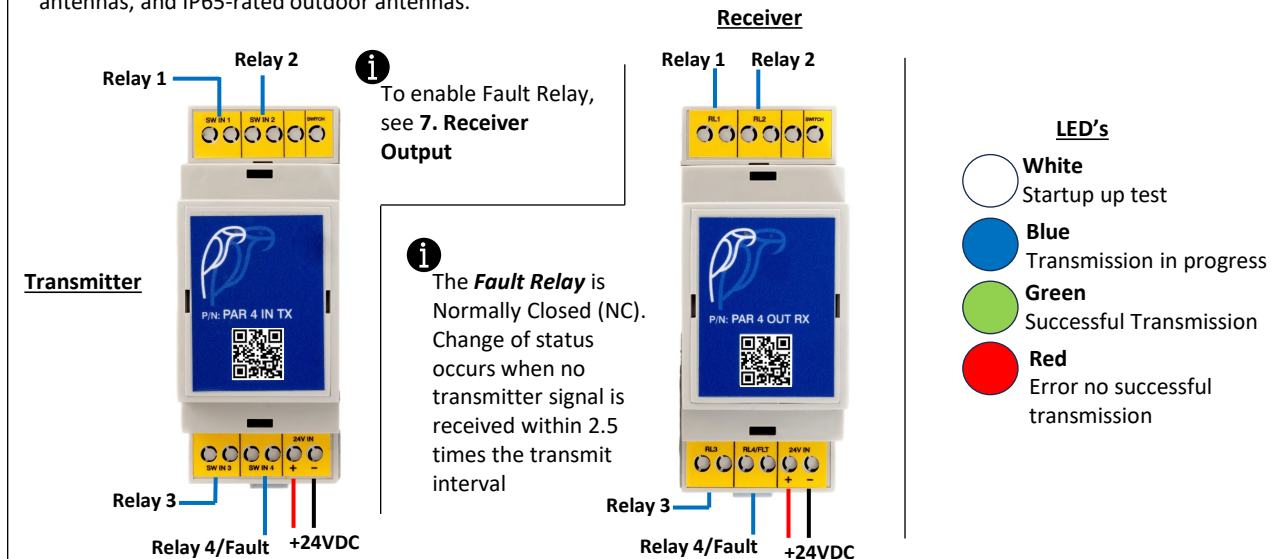 antennas, and IP65-rated outdoor antennas.
Receiver
Relay 1
Relay 2
To enable Fault Relay,
see 7. Receiver
Output
SW IN 1
SW IN 2
SWITCH
Transmitter
P/N: PAR 4 IN TX
24V IN
SW IN 3
SW IN 4
+
−
Relay 3
Relay 4/Fault
+24VDC
The Fault Relay is
Normally Closed (NC).
Change of status
occurs when no
transmitter signal is
received within 2.5
times the transmit
interval
Relay 1
Relay 2
RL1
RL2
SWITCH
P/N: PAR 4 OUT RX
RL3
RL4/FLT
24V IN
+
−
Relay 3
Relay 4/Fault
+24VDC
LED's
White
Startup up test
Blue
Transmission in progress
Green
Successful Transmission
Red
Error no successful
transmission